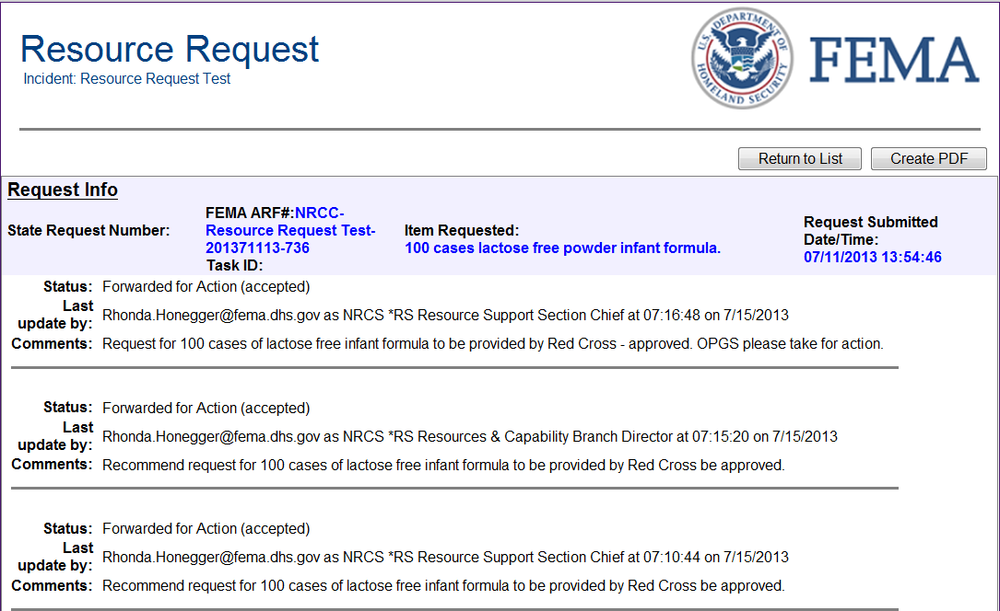 Resource Request
Incident: Resource Request Test
U.S. DEPARTMENT OF HOMELAND SECURITY
FEMA
Return to List
Create PDF
Request Info
State Request Number:
FEMA ARF#:NRCC-
Resource Request Test-
201371113-736
Task ID:
Item Requested:
100 cases lactose free powder infant formula.
Request Submitted
Date/Time:
07/11/2013 13:54:46
Status: Forwarded for Action (accepted)
Last
update by: Rhonda.Honegger@fema.dhs.gov as NRCS *RS Resource Support Section Chief at 07:16:48 on 7/15/2013
Comments: Request for 100 cases of lactose free infant formula to be provided by Red Cross - approved. OPGS please take for action.
Status: Forwarded for Action (accepted)
Last
update by: Rhonda.Honegger@fema.dhs.gov as NRCS *RS Resources & Capability Branch Director at 07:15:20 on 7/15/2013
Comments: Recommend request for 100 cases of lactose free infant formula to be provided by Red Cross be approved.
Status: Forwarded for Action (accepted)
Last
update by: Rhonda.Honegger@fema.dhs.gov as NRCS *RS Resource Support Section Chief at 07:10:44 on 7/15/2013
Comments: Recommend request for 100 cases of lactose free infant formula to be provided by Red Cross be approved.